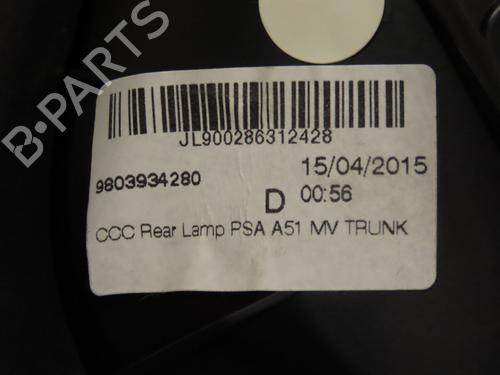 B-PARTS
JL900286312428
9803934280
15/04/2015
D 00:56
CCC Rear Lamp PSA A51 MV TRUNK